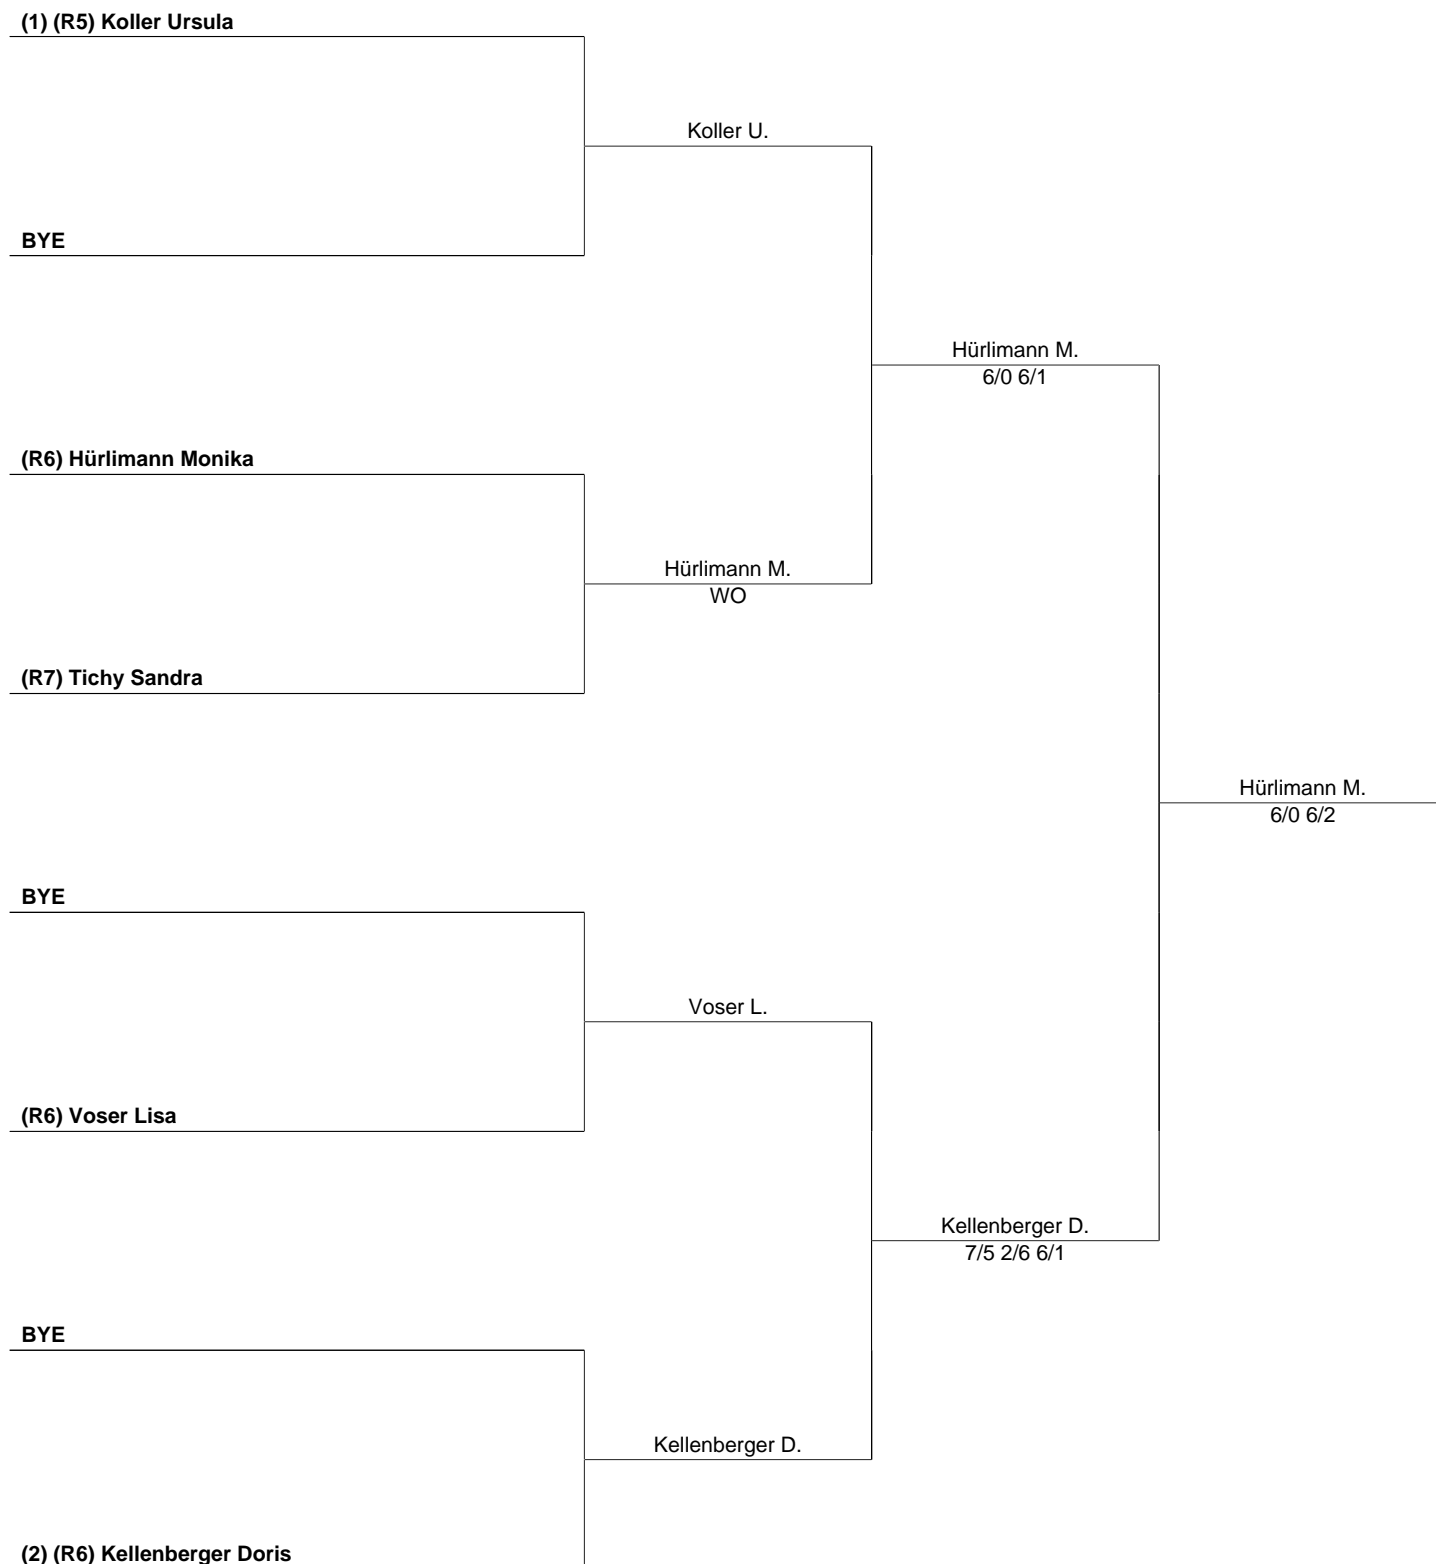 (1) (R5) Koller Ursula
Koller U.
BYE
Hürlimann M.
6/0 6/1
(R6) Hürlimann Monika
Hürlimann M.
WO
(R7) Tichy Sandra
Hürlimann M.
6/0 6/2
BYE
Voser L.
(R6) Voser Lisa
Kellenberger D.
7/5 2/6 6/1
BYE
Kellenberger D.
(2) (R6) Kellenberger Doris